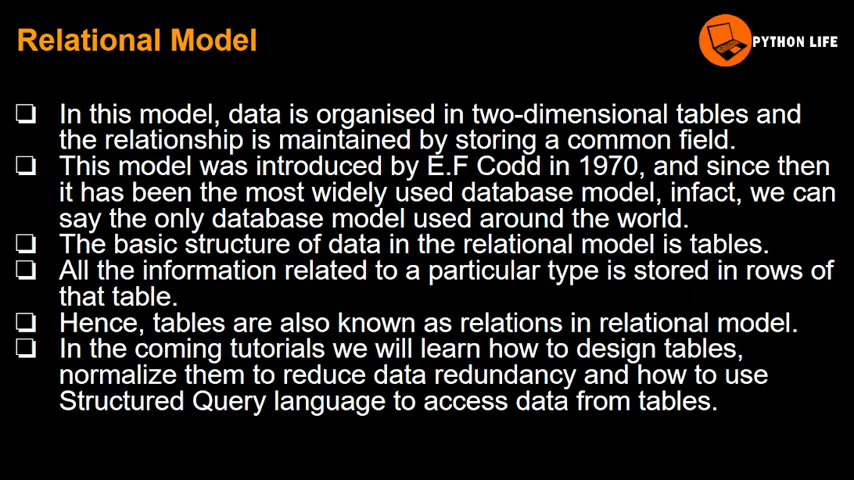 Relational Model
PYTHON LIFE
❑ In this model, data is organised in two-dimensional tables and
the relationship is maintained by storing a common field.
❑ This model was introduced by E.F Codd in 1970, and since then
it has been the most widely used database model, infact, we can
say the only database model used around the world.
❑ The basic structure of data in the relational model is tables.
❑ All the information related to a particular type is stored in rows of
that table.
❑ Hence, tables are also known as relations in relational model.
❑ In the coming tutorials we will learn how to design tables,
normalize them to reduce data redundancy and how to use
Structured Query language to access data from tables.